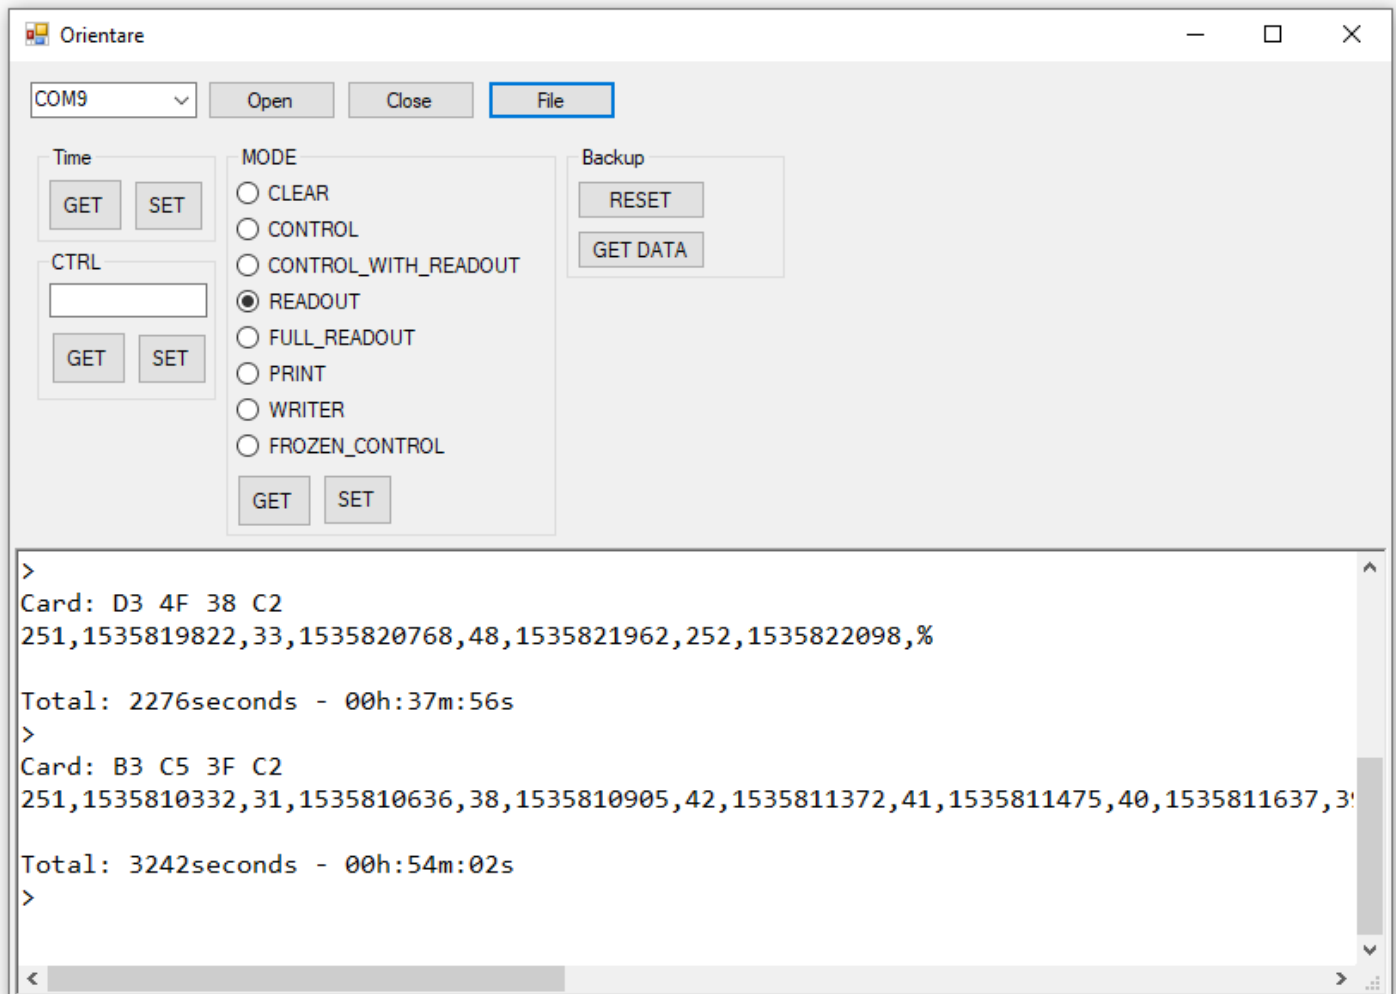 Orientare
COM9 Open Close File
Time
GET SET
CTRL
GET SET
MODE
CLEAR
CONTROL
CONTROL_WITH_READOUT
READOUT
FULL_READOUT
PRINT
WRITER
FROZEN_CONTROL
GET SET
Backup
RESET
GET DATA
>
Card: D3 4F 38 C2
251,1535819822,33,1535820768,48,1535821962,252,1535822098,%
Total: 2276seconds - 00h:37m:56s
>
Card: B3 C5 3F C2
251,1535810332,31,1535810636,38,1535810905,42,1535811372,41,1535811475,40,1535811637,3
Total: 3242seconds - 00h:54m:02s
>